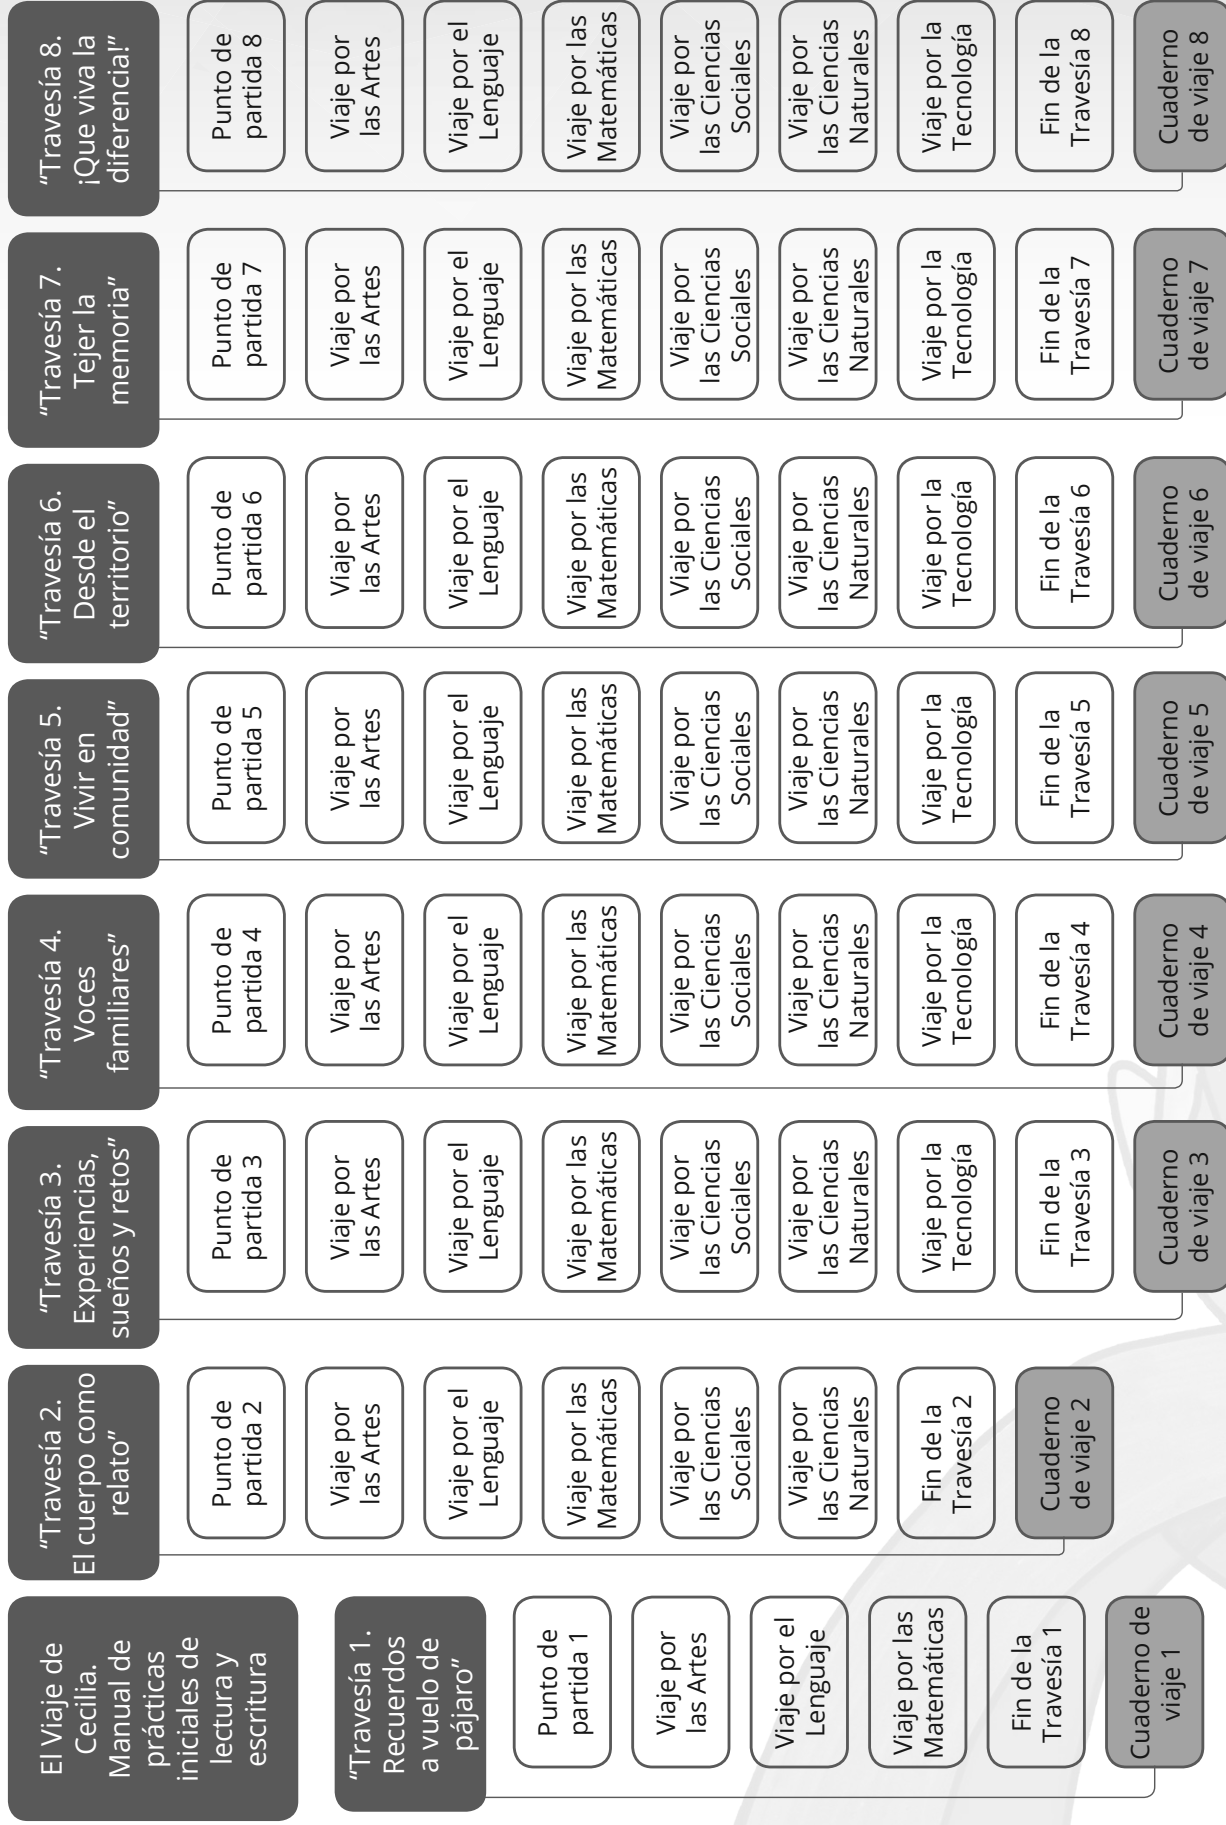 El Viaje de
Cecilia.
Manual de
prácticas
iniciales de
lectura y
escritura
“Travesía 1.
Recuerdos
a vuelo de
pájaro”
Punto de
partida 1
Viaje por
las Artes
Viaje por el
Lenguaje
Viaje por las
Matemáticas
Fin de la
Travesía 1
Cuaderno de
viaje 1
“Travesía 2.
El cuerpo como
relato”
Punto de
partida 2
Viaje por
las Artes
Viaje por el
Lenguaje
Viaje por las
Matemáticas
Viaje por
las Ciencias
Sociales
Viaje por
las Ciencias
Naturales
Fin de la
Travesía 2
Cuaderno
de viaje 2
“Travesía 3.
Experiencias,
sueños y retos”
Punto de
partida 3
Viaje por
las Artes
Viaje por el
Lenguaje
Viaje por las
Matemáticas
Viaje por
las Ciencias
Sociales
Viaje por
las Ciencias
Naturales
Viaje por la
Tecnología
Fin de la
Travesía 3
Cuaderno
de viaje 3
“Travesía 4.
Voces
familiares”
Punto de
partida 4
Viaje por
las Artes
Viaje por el
Lenguaje
Viaje por las
Matemáticas
Viaje por
las Ciencias
Sociales
Viaje por
las Ciencias
Naturales
Viaje por la
Tecnología
Fin de la
Travesía 4
Cuaderno
de viaje 4
“Travesía 5.
Vivir en
comunidad”
Punto de
partida 5
Viaje por
las Artes
Viaje por el
Lenguaje
Viaje por las
Matemáticas
Viaje por
las Ciencias
Sociales
Viaje por
las Ciencias
Naturales
Viaje por la
Tecnología
Fin de la
Travesía 5
Cuaderno
de viaje 5
“Travesía 6.
Desde el
territorio”
Punto de
partida 6
Viaje por
las Artes
Viaje por el
Lenguaje
Viaje por las
Matemáticas
Viaje por
las Ciencias
Sociales
Viaje por
las Ciencias
Naturales
Viaje por la
Tecnología
Fin de la
Travesía 6
Cuaderno
de viaje 6
“Travesía 7.
Tejer la
memoria”
Punto de
partida 7
Viaje por
las Artes
Viaje por el
Lenguaje
Viaje por las
Matemáticas
Viaje por
las Ciencias
Sociales
Viaje por
las Ciencias
Naturales
Viaje por la
Tecnología
Fin de la
Travesía 7
Cuaderno
de viaje 7
“Travesía 8.
¡Que viva la
diferencia!”
Punto de
partida 8
Viaje por
las Artes
Viaje por el
Lenguaje
Viaje por las
Matemáticas
Viaje por
las Ciencias
Sociales
Viaje por
las Ciencias
Naturales
Viaje por la
Tecnología
Fin de la
Travesía 8
Cuaderno
de viaje 8